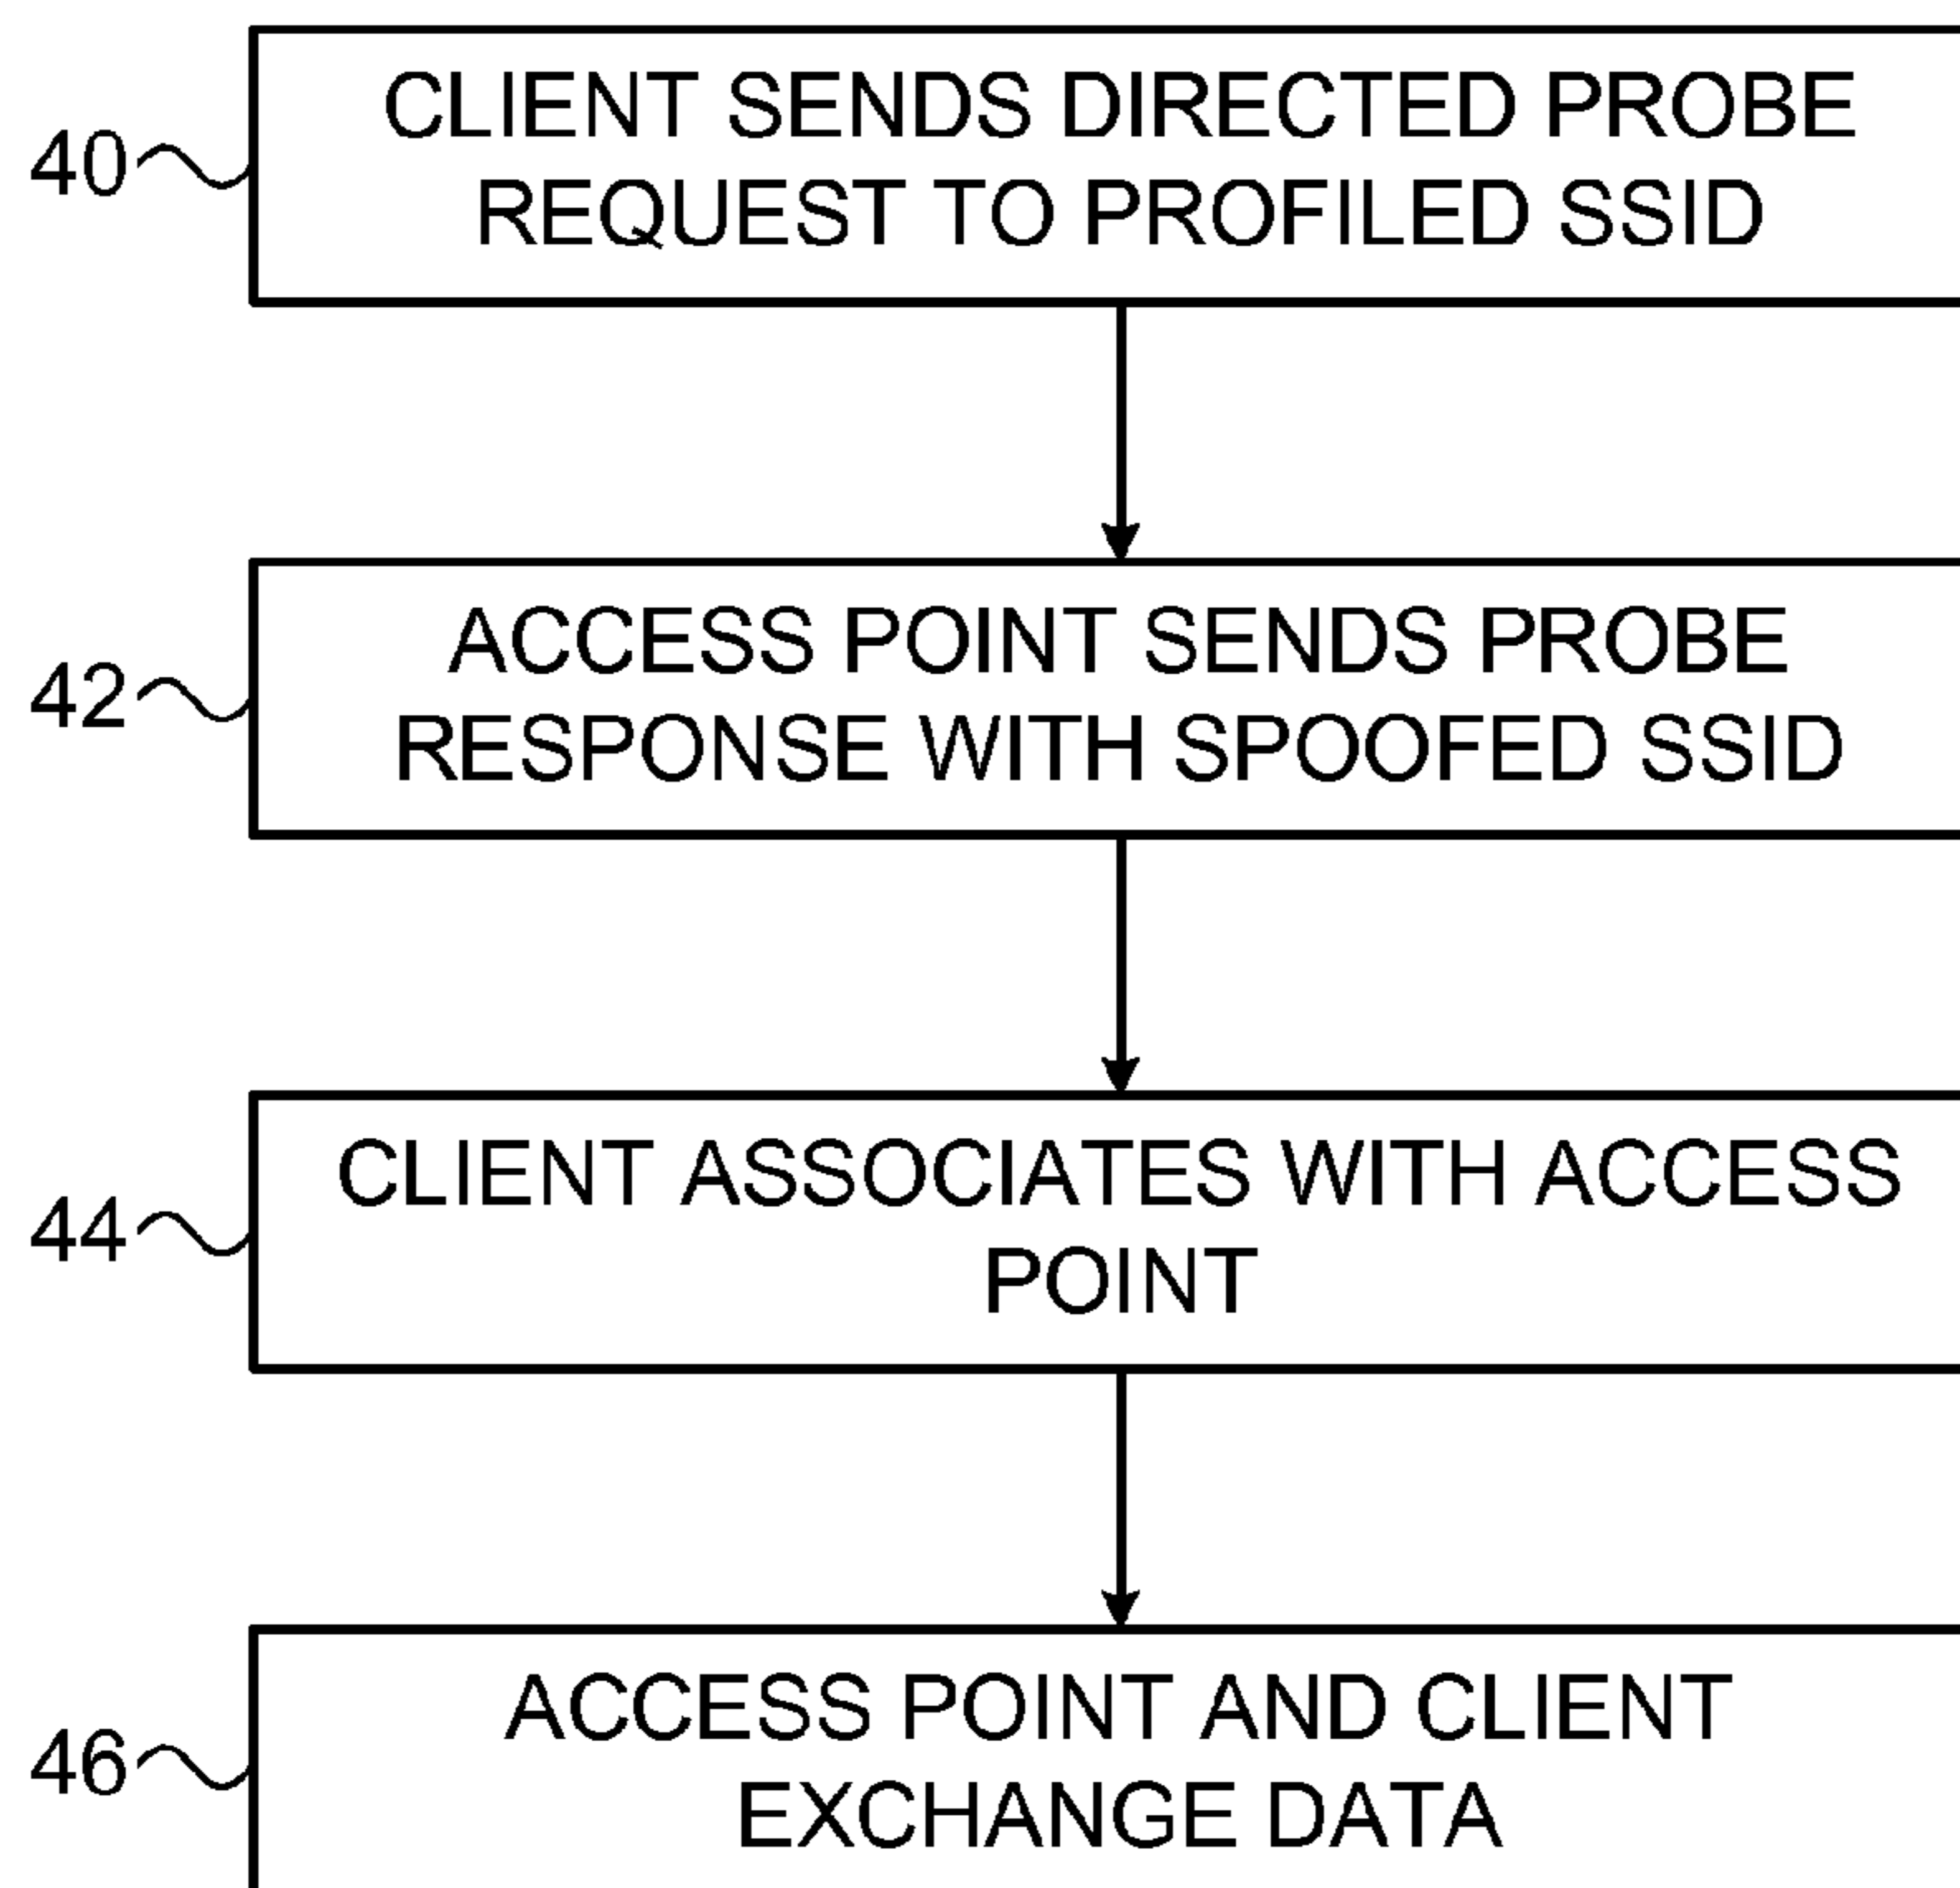 CLIENT SENDS DIRECTED PROBE
40
REQUEST TO PROFILED SSID
ACCESS POINT SENDS PROBE
42
RESPONSE WITH SPOOFED SSID
CLIENT ASSOCIATES WITH ACCESS
44
POINT
ACCESS POINT AND CLIENT
46
EXCHANGE DATA